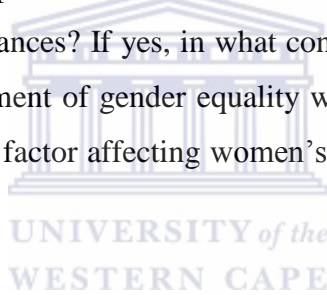 ances? If yes, in what con
ment of gender equality w
factor affecting women's
UNIVERSITY of the
WESTERN CAPE